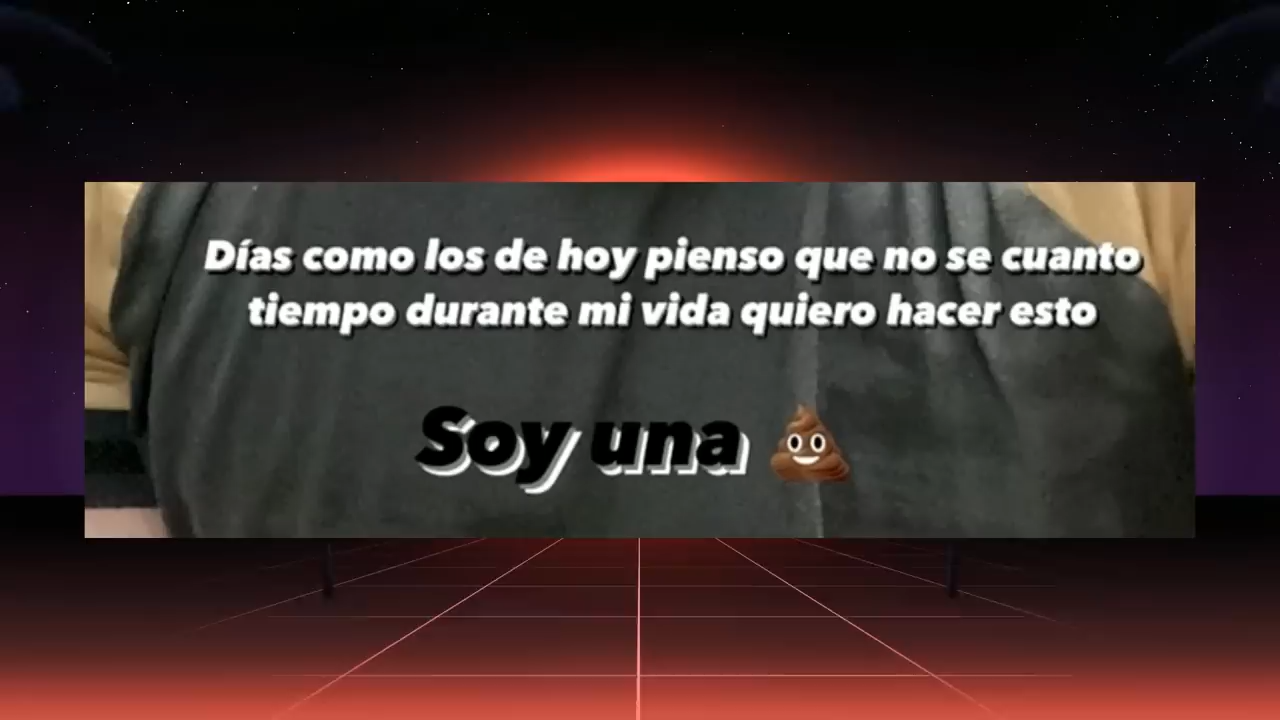 Días como los de hoy pienso que no se cuanto
tiempo durante mi vida quiero hacer esto
Soy una 💩